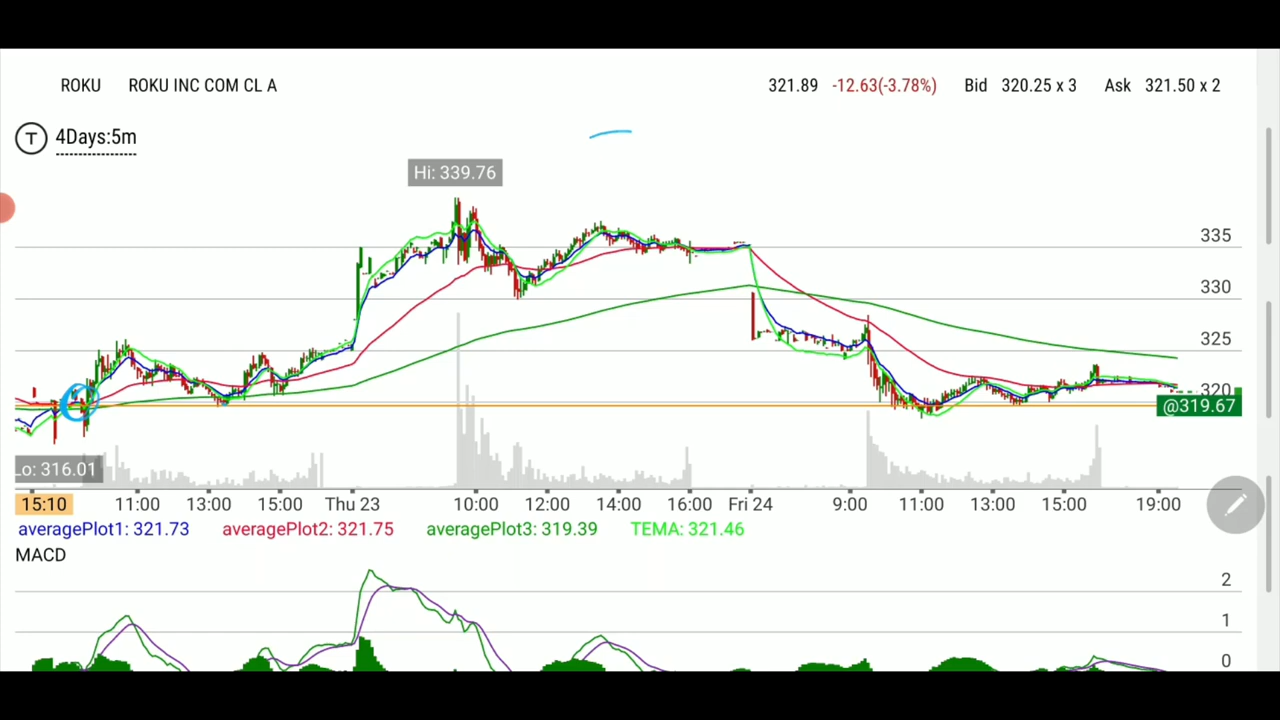 ROKU ROKU INC COM CL A 321.89 -12.63(-3.78%) Bid 320.25 x 3 Ask 321.50 x 2
T 4Days:5m
Hi: 339.76
335
330
325
320
@319.67
Lo: 316.01
15:10 11:00 13:00 15:00 Thu 23 10:00 12:00 14:00 16:00 Fri 24 9:00 11:00 13:00 15:00 19:00
averagePlot1: 321.73 averagePlot2: 321.75 averagePlot3: 319.39 TEMA: 321.46
MACD
2
1
0